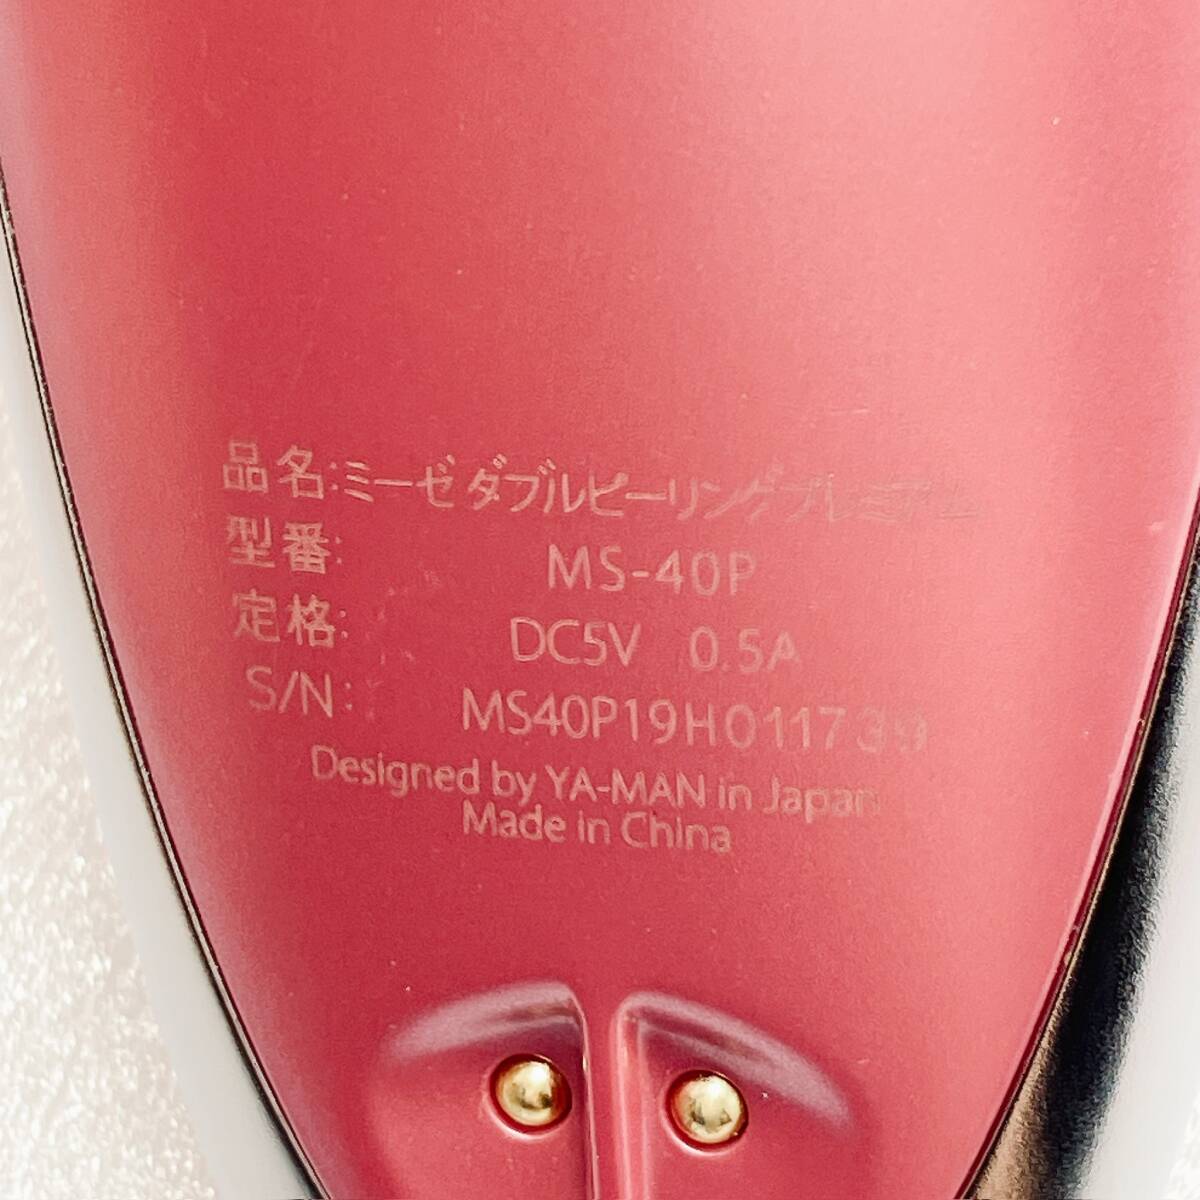 品名:ミーゼ ダブルピーリングプレミアム
型番: MS-40P
定格: DC5V 0.5A
S/N: MS40P19H011739
Designed by YA-MAN in Japan
Made in China